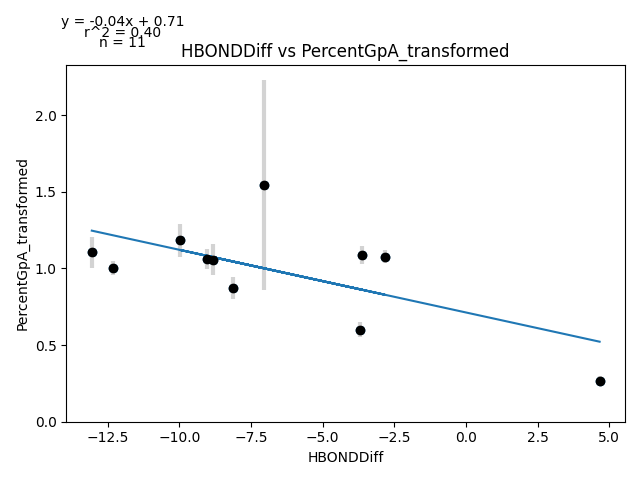 y = -0.04x + 0.71
r^2 = 0.40
n = 11
HBONDDiff vs PercentGpA_transformed
PercentGpA_transformed
2.0
1.5
1.0
0.5
0.0
−12.5 −10.0 −7.5 −5.0 −2.5 0.0 2.5 5.0
HBONDDiff